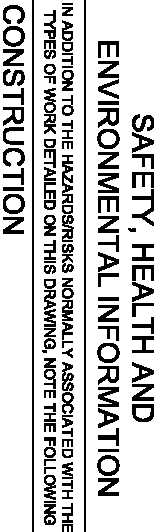 SAFETY, HEALTH AND
ENVIRONMENTAL INFORMATION
IN ADDITION TO THE HAZARDS/RISKS NORMALLY ASSOCIATED WITH THE
TYPES OF WORK DETAILED ON THIS DRAWING, NOTE THE FOLLOWING
CONSTRUCTION